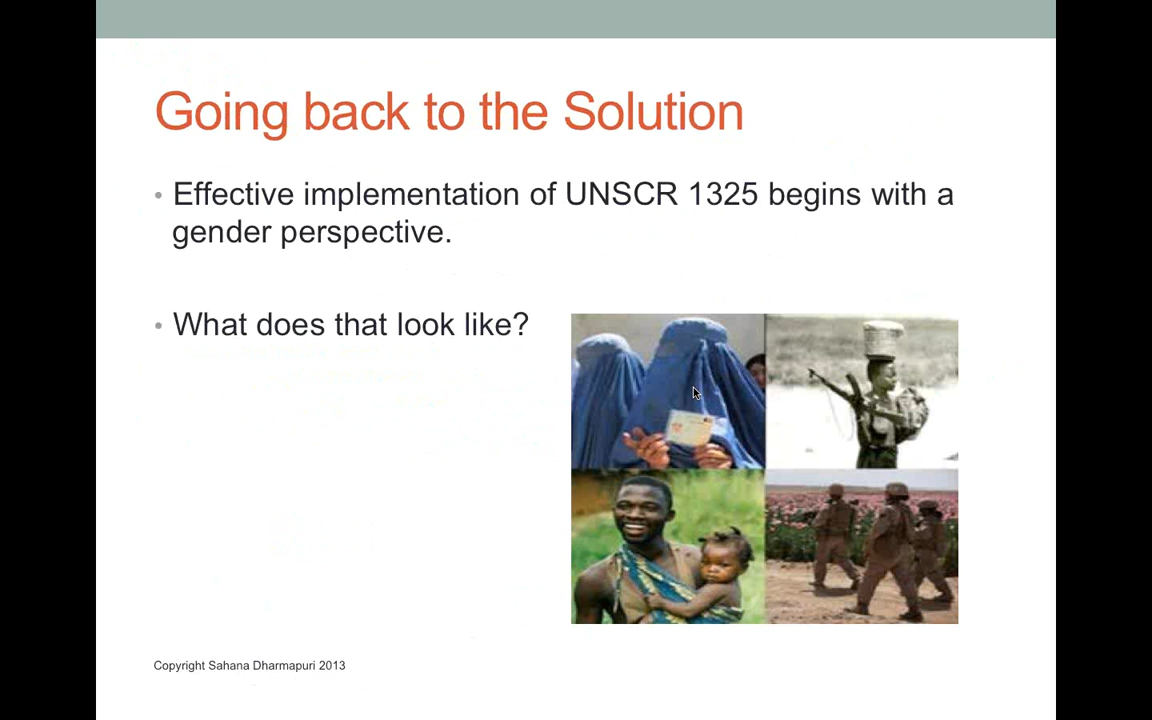 Going back to the Solution
• Effective implementation of UNSCR 1325 begins with a
gender perspective.
• What does that look like?
Copyright Sahana Dharmapuri 2013